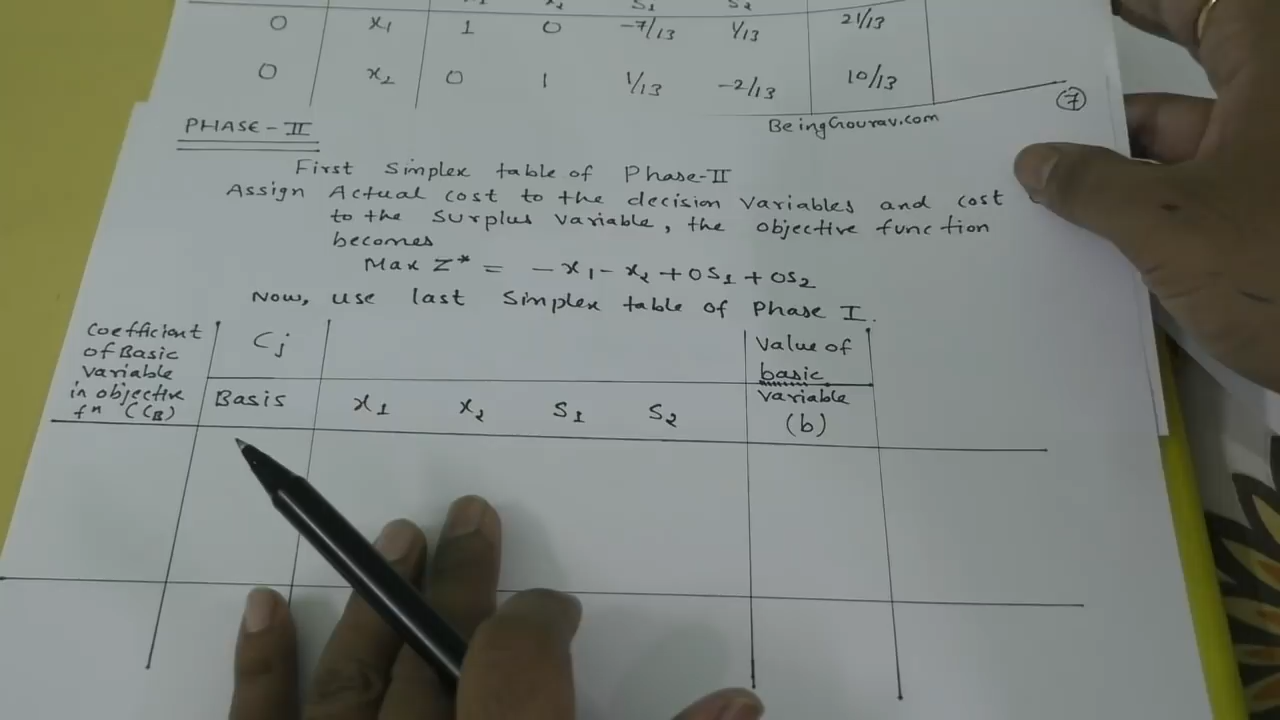 S1 S2
0 x1 1 0 -7/13 1/13 21/13
0 x2 0 1 1/13 -2/13 10/13
7
BeingGourav.com
PHASE - II
First Simplex table of Phase-II
Assign Actual cost to the decision variables and cost
to the Surplus variable, the objective function
becomes
Max Z* = - x1 - x2 + 0S1 + 0S2
Now, use last Simplex table of Phase I.
Coefficient
of Basic
variable
in objective
fn (CB)
Cj
Basis
x1 x2 S1 S2
Value of
basic
variable
(b)